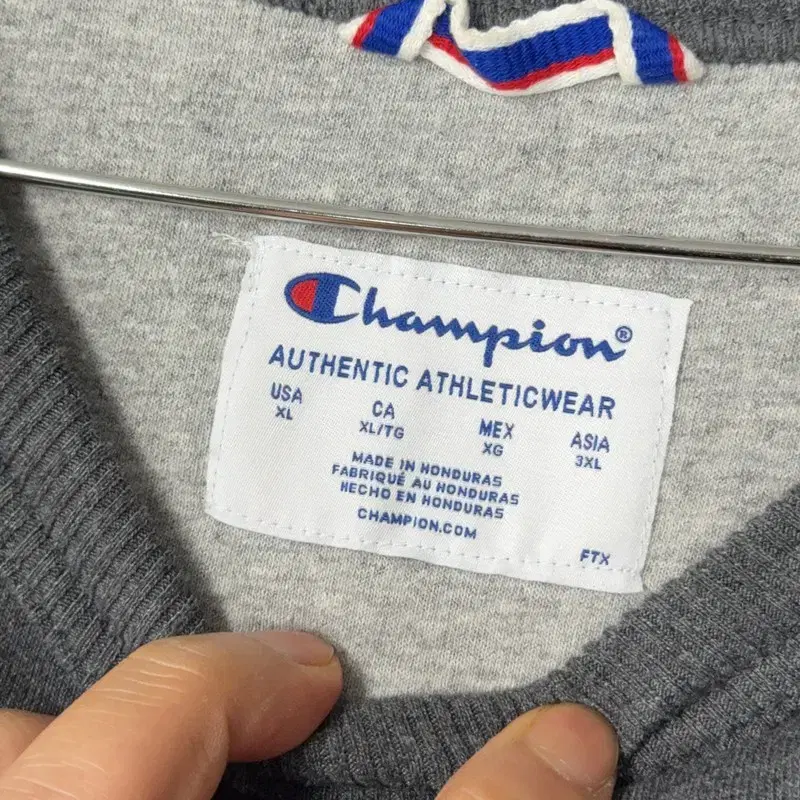 Champion®
AUTHENTIC ATHLETICWEAR
USA CA MEX ASIA
XL XL/TG XG 3XL
MADE IN HONDURAS
FABRIQUÉ AU HONDURAS
HECHO EN HONDURAS
CHAMPION.COM
FTX